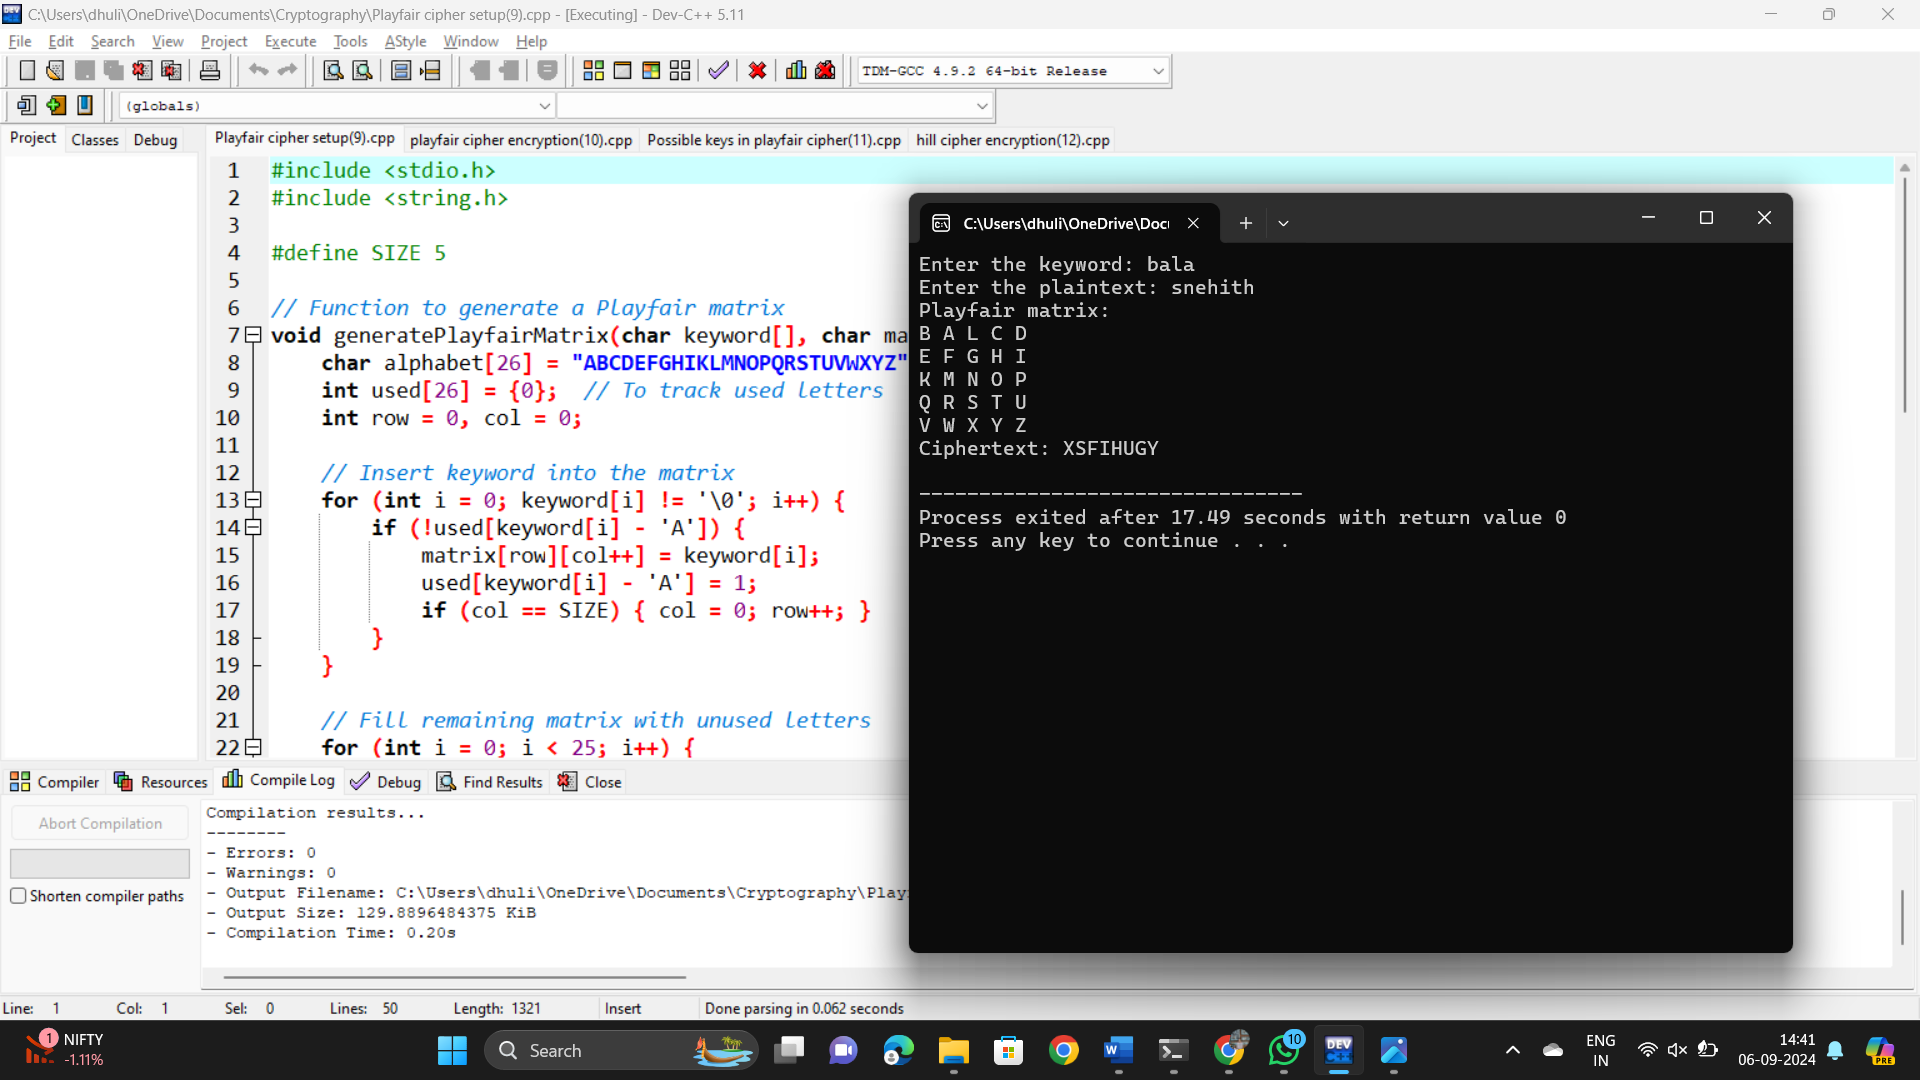 C:\Users\dhuli\OneDrive\Documents\Cryptography\Playfair cipher setup(9).cpp - [Executing] - Dev-C++ 5.11
File Edit Search View Project Execute Tools AStyle Window Help
TDM-GCC 4.9.2 64-bit Release
(globals)
Project Classes Debug
Playfair cipher setup(9).cpp playfair cipher encryption(10).cpp Possible keys in playfair cipher(11).cpp hill cipher encryption(12).cpp
1 #include <stdio.h>
2 #include <string.h>
3
4 #define SIZE 5
5
6 // Function to generate a Playfair matrix
7 void generatePlayfairMatrix(char keyword[], char ma
8 char alphabet[26] = "ABCDEFGHIKLMNOPQRSTUVWXYZ"
9 int used[26] = {0}; // To track used letters
10 int row = 0, col = 0;
11
12 // Insert keyword into the matrix
13 for (int i = 0; keyword[i] != '\0'; i++) {
14 if (!used[keyword[i] - 'A']) {
15 matrix[row][col++] = keyword[i];
16 used[keyword[i] - 'A'] = 1;
17 if (col == SIZE) { col = 0; row++; }
18 }
19 }
20
21 // Fill remaining matrix with unused letters
22 for (int i = 0; i < 25; i++) {
C:\Users\dhuli\OneDrive\Doc
Enter the keyword: bala
Enter the plaintext: snehith
Playfair matrix:
B A L C D
E F G H I
K M N O P
Q R S T U
V W X Y Z
Ciphertext: XSFIHUGY
--------------------------------
Process exited after 17.49 seconds with return value 0
Press any key to continue . . .
Compiler Resources Compile Log Debug Find Results Close
Abort Compilation
Shorten compiler paths
Compilation results...
--------
- Errors: 0
- Warnings: 0
- Output Filename: C:\Users\dhuli\OneDrive\Documents\Cryptography\Play
- Output Size: 129.8896484375 KiB
- Compilation Time: 0.20s
Line: 1 Col: 1 Sel: 0 Lines: 50 Length: 1321 Insert Done parsing in 0.062 seconds
1 NIFTY
-1.11%
Search
10
DEV
C++
ENG
IN
14:41
06-09-2024
PRE